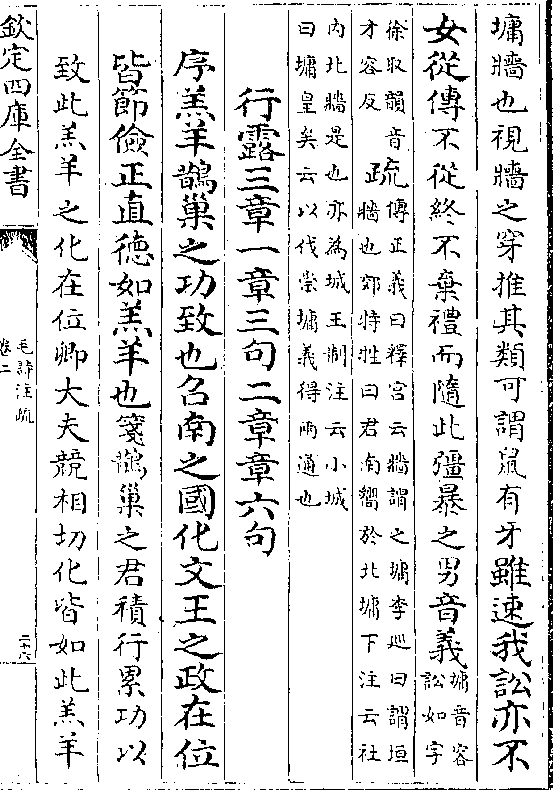 墉牆也視牆之穿推其類可謂鼠有牙雖速我訟亦不
女從傳不從終不棄禮而隨此彊暴之男音義墉音容
訟如字
徐取韻音
才容反疏傳正義曰釋宫云牆謂之墉李廵曰謂垣
牆也郊特牲曰君南嚮於北墉下注云社
内北牆是也亦為城王制注云小城
曰墉皇矣云以伐崇墉義得兩通也
行露三章一章三句二章章六句
序羔羊鵲巢之功致也召南之國化文王之政在位
皆節儉正直徳如羔羊也箋鵲巢之君積行累功以
致此羔羊之化在位卿大夫競相切化皆如此羔羊
欽定四庫全書
毛詩注疏
卷二
二十六